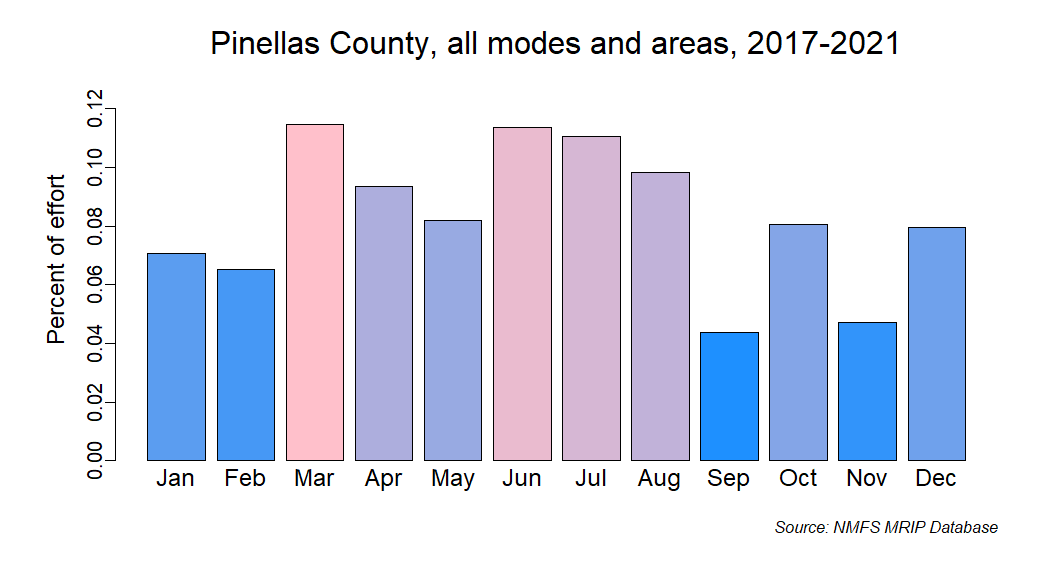 Pinellas County, all modes and areas, 2017-2021
Percent of effort
0.12
0.10
0.08
0.06
0.04
0.02
0.00
Jan Feb Mar Apr May Jun Jul Aug Sep Oct Nov Dec
Source: NMFS MRIP Database